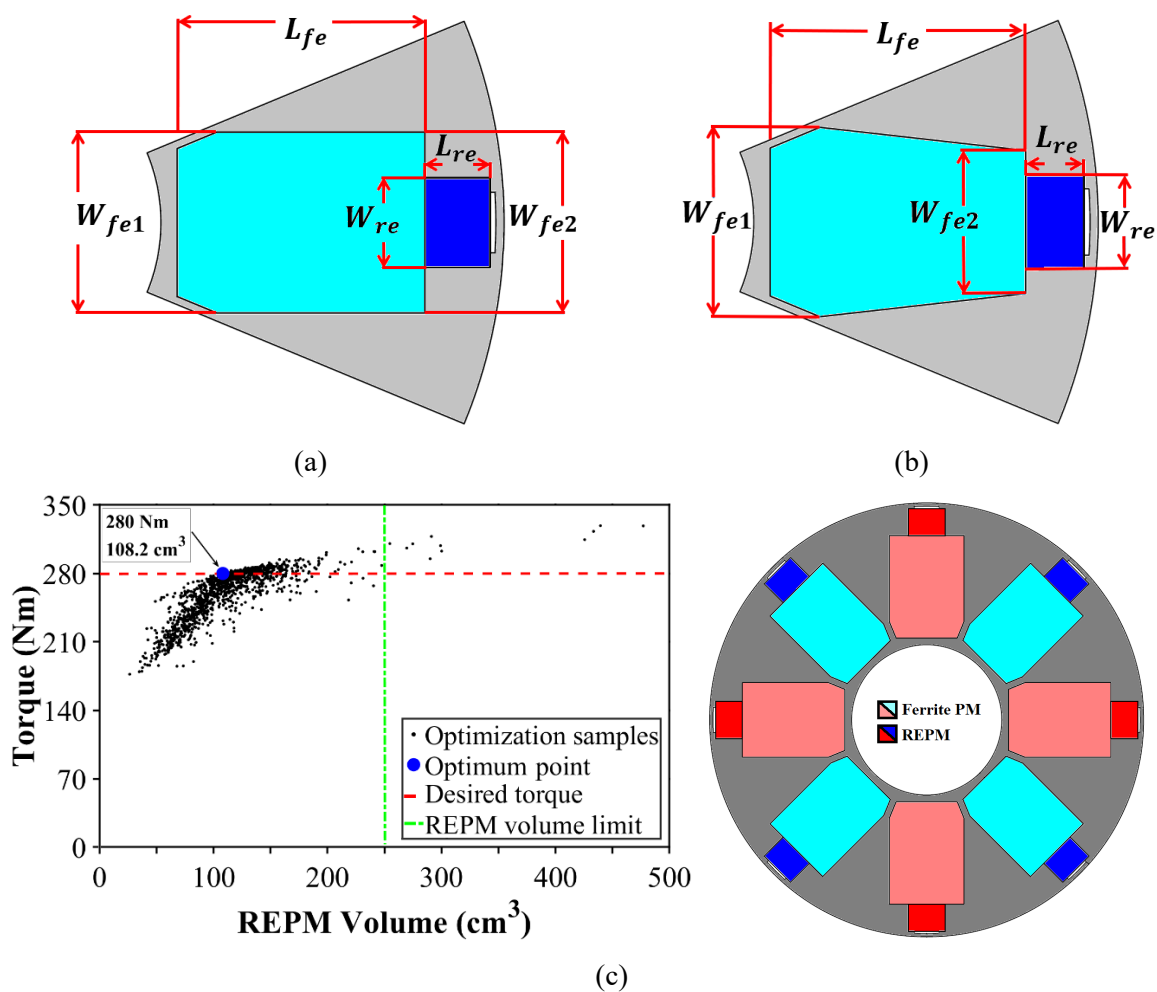 L_fe
L_re
W_fe1
W_re
W_fe2
(a)
L_fe
L_re
W_fe1
W_fe2
W_re
(b)
350
280
210
140
70
0
Torque (Nm)
280 Nm
108.2 cm³
Optimization samples
Optimum point
Desired torque
REPM volume limit
0 100 200 300 400 500
REPM Volume (cm³)
Ferrite PM
REPM
(c)